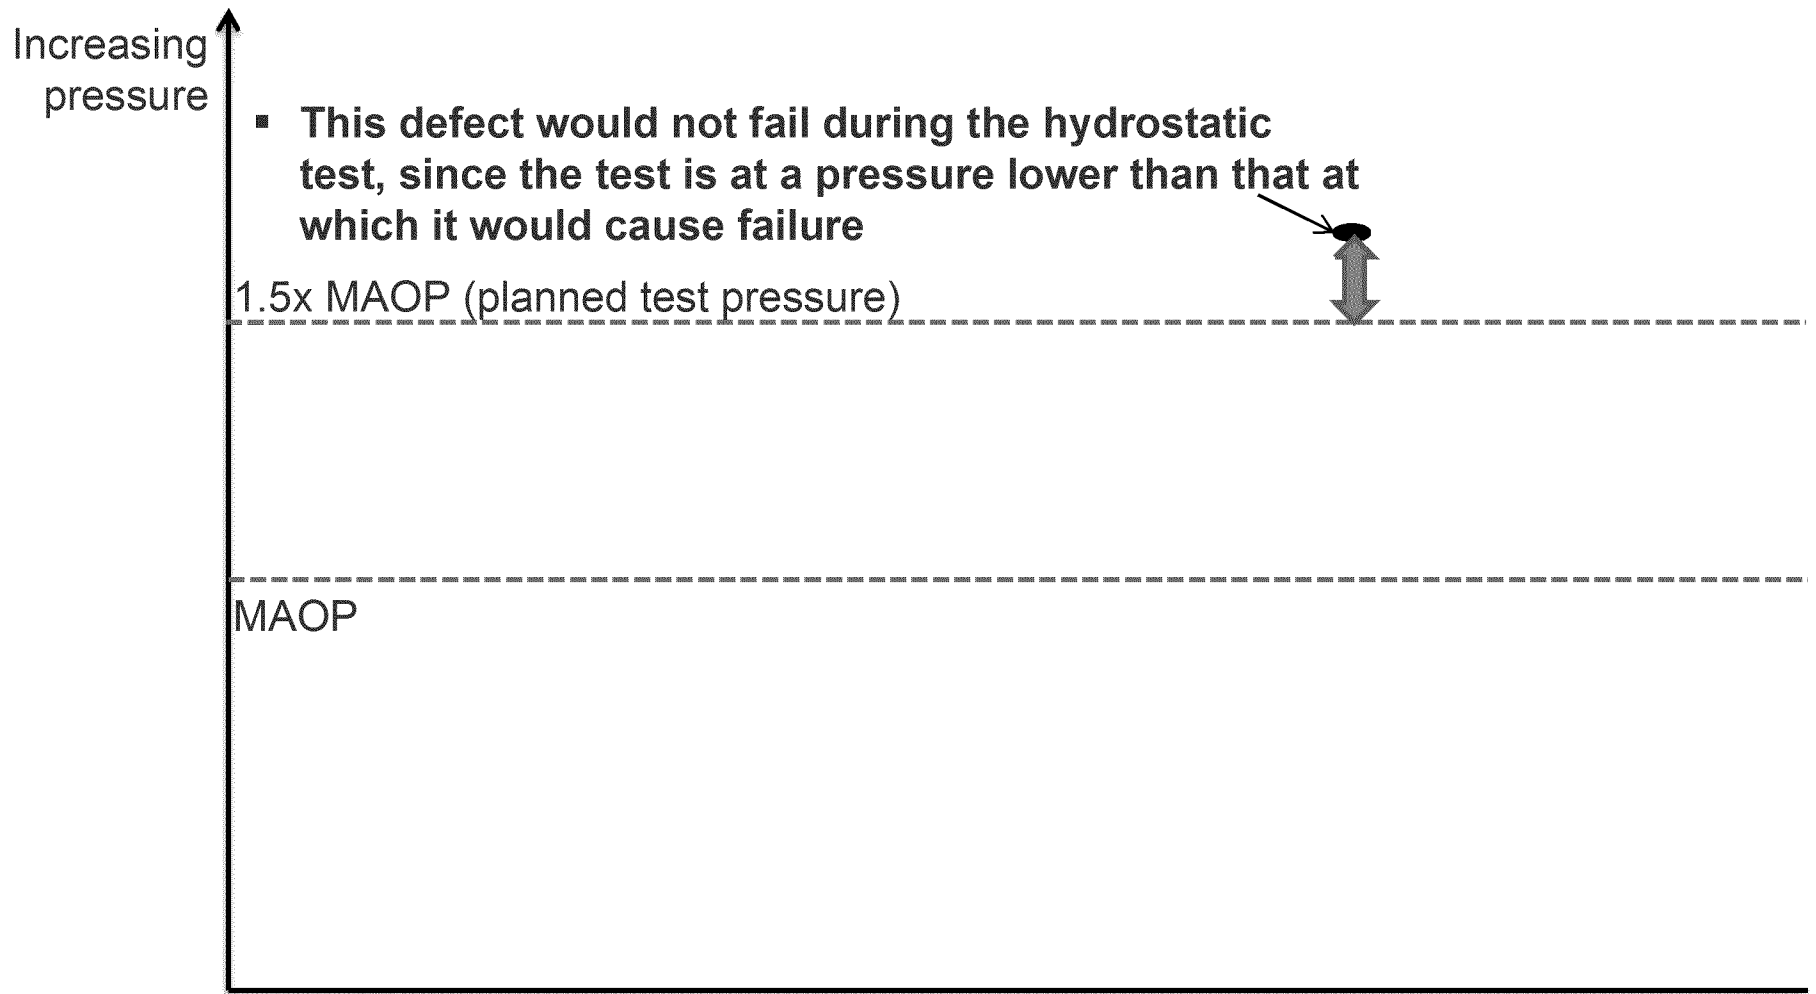 Increasing
pressure
▪ This defect would not fail during the hydrostatic
test, since the test is at a pressure lower than that at
which it would cause failure
1.5x MAOP (planned test pressure)
MAOP